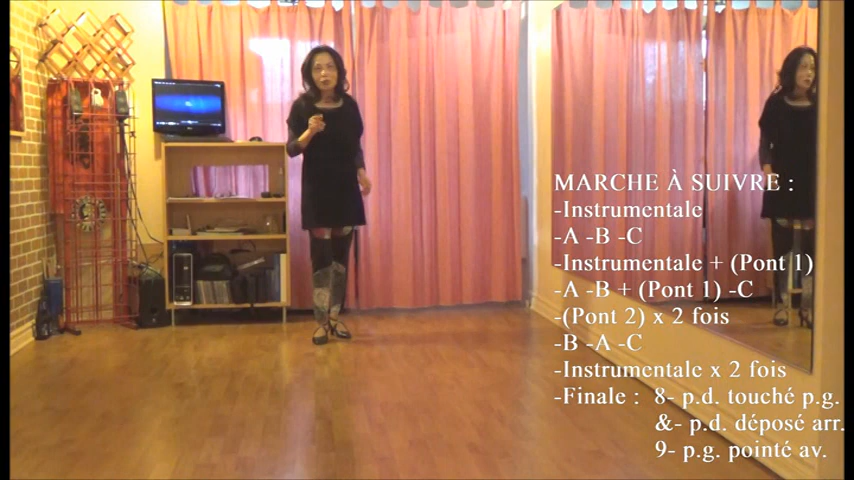 MARCHE À SUIVRE :
-Instrumentale
-A -B -C
-Instrumentale + (Pont 1)
-A -B + (Pont 1) -C
-(Pont 2) x 2 fois
-B -A -C
-Instrumentale x 2 fois
-Finale : 8- p.d. touché p.g.
&- p.d. déposé arr.
9- p.g. pointé av.